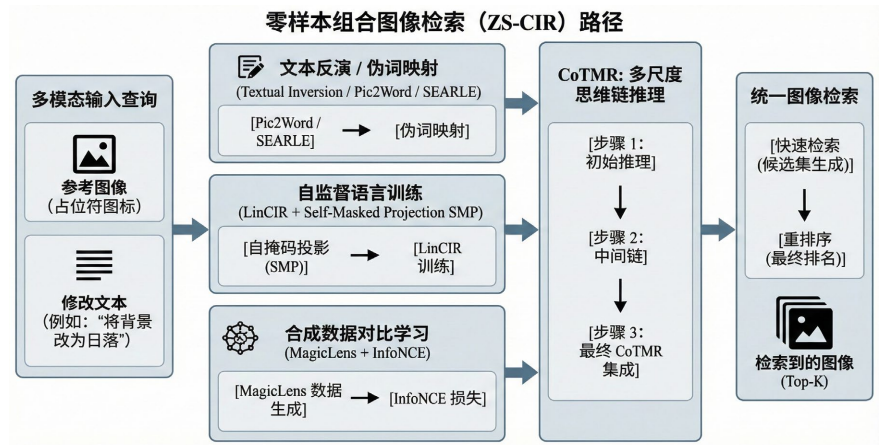 零样本组合图像检索（ZS-CIR）路径
多模态输入查询
参考图像
（占位符图标）
修改文本
（例如：“将背景
改为日落”）
文本反演 / 伪词映射
(Textual Inversion / Pic2Word / SEARLE)
[Pic2Word /
SEARLE]
[伪词映射]
自监督语言训练
(LinCIR + Self-Masked Projection SMP)
[自掩码投影
(SMP)]
[LinCIR
训练]
合成数据对比学习
(MagicLens + InfoNCE)
[MagicLens 数据
生成]
[InfoNCE 损失]
CoTMR: 多尺度
思维链推理
[步骤 1：
初始推理]
[步骤 2：
中间链]
[步骤 3：
最终 CoTMR
集成]
统一图像检索
[快速检索
(候选集生成)]
[重排序
(最终排名)]
检索到的图像
(Top-K)